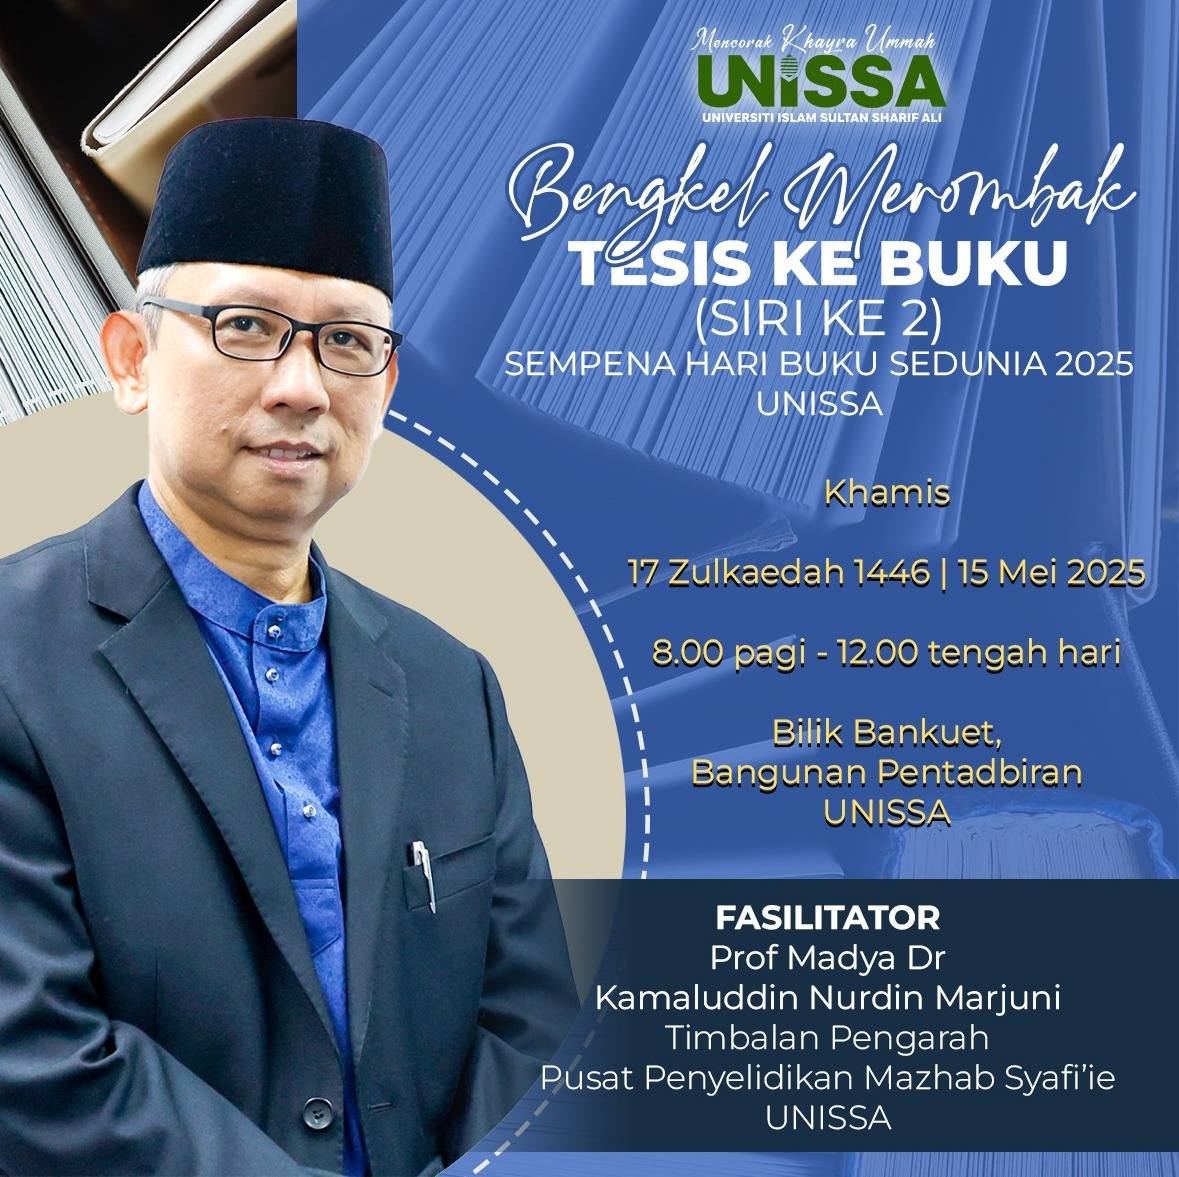 Mencorak Khayra Ummah
UNISSA
UNIVERSITI ISLAM SULTAN SHARIF ALI
Bengkel Merombak
TESIS KE BUKU
(SIRI KE 2)
SEMPENA HARI BUKU SEDUNIA 2025
UNISSA
Khamis
17 Zulkaedah 1446 | 15 Mei 2025
8.00 pagi - 12.00 tengah hari
Bilik Bankuet,
Bangunan Pentadbiran
UNISSA
FASILITATOR
Prof Madya Dr
Kamaluddin Nurdin Marjuni
Timbalan Pengarah
Pusat Penyelidikan Mazhab Syafi'ie
UNISSA